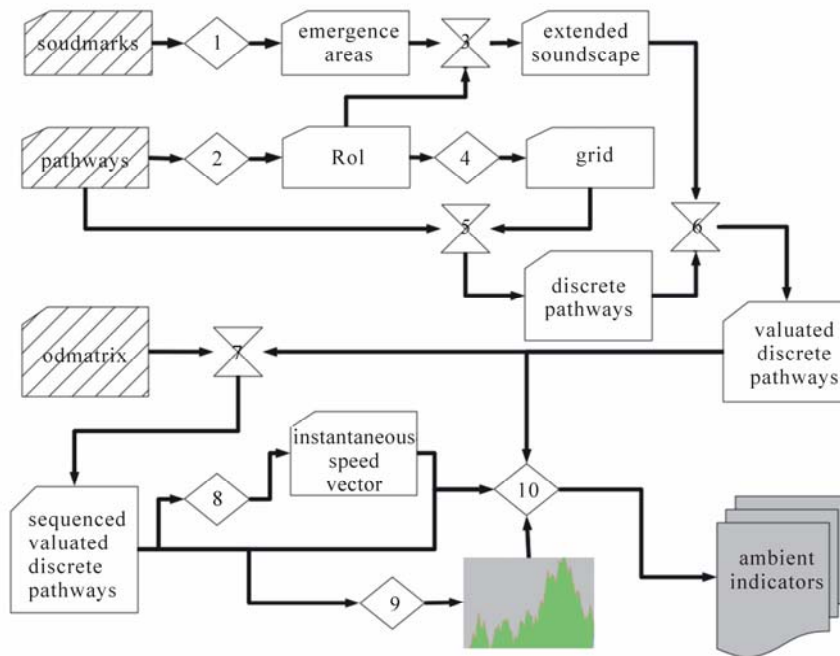 soudmarks
1
emergence
areas
3
extended
soundscape
pathways
2
RoI
4
grid
5
6
discrete
pathways
odmatrix
7
valuated
discrete
pathways
instantaneous
speed
vector
8
10
sequenced
valuated
discrete
pathways
9
ambient
indicators